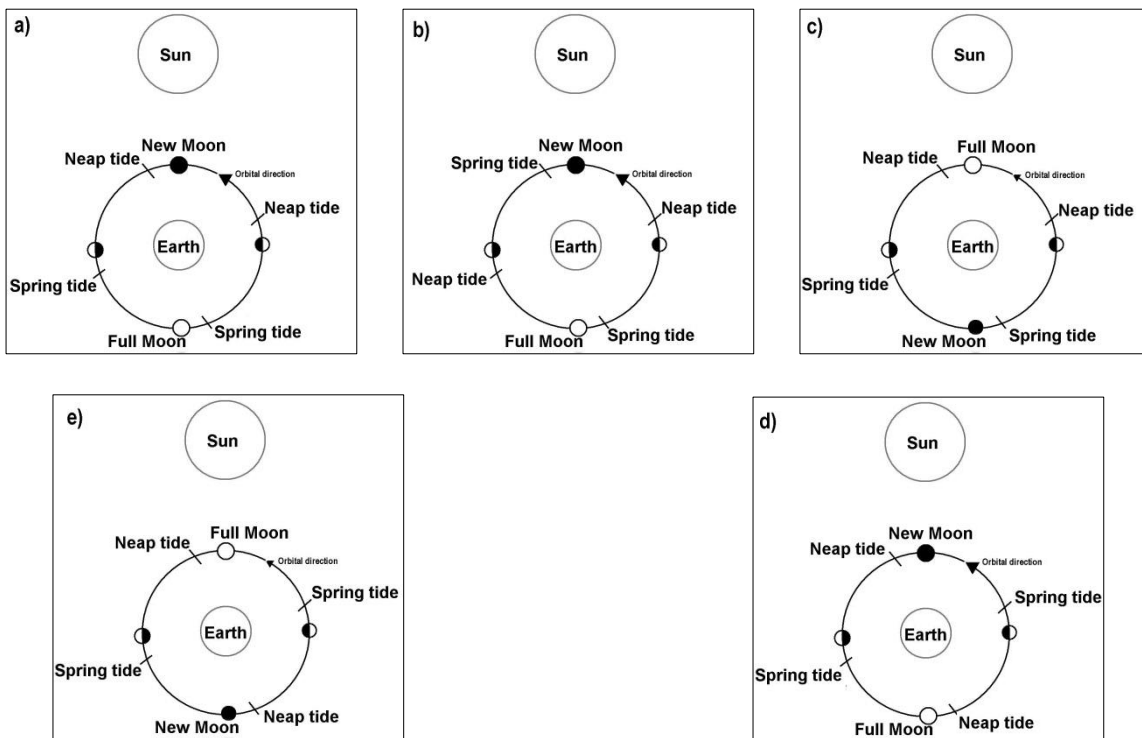 a)
Sun
New Moon
Neap tide
Orbital direction
Neap tide
Earth
Spring tide
Spring tide
Full Moon
b)
Sun
New Moon
Spring tide
Orbital direction
Neap tide
Earth
Neap tide
Spring tide
Full Moon
c)
Sun
Full Moon
Neap tide
Orbital direction
Neap tide
Earth
Spring tide
Spring tide
New Moon
e)
Sun
Full Moon
Neap tide
Orbital direction
Spring tide
Earth
Spring tide
Neap tide
New Moon
d)
Sun
New Moon
Neap tide
Orbital direction
Spring tide
Earth
Spring tide
Neap tide
Full Moon